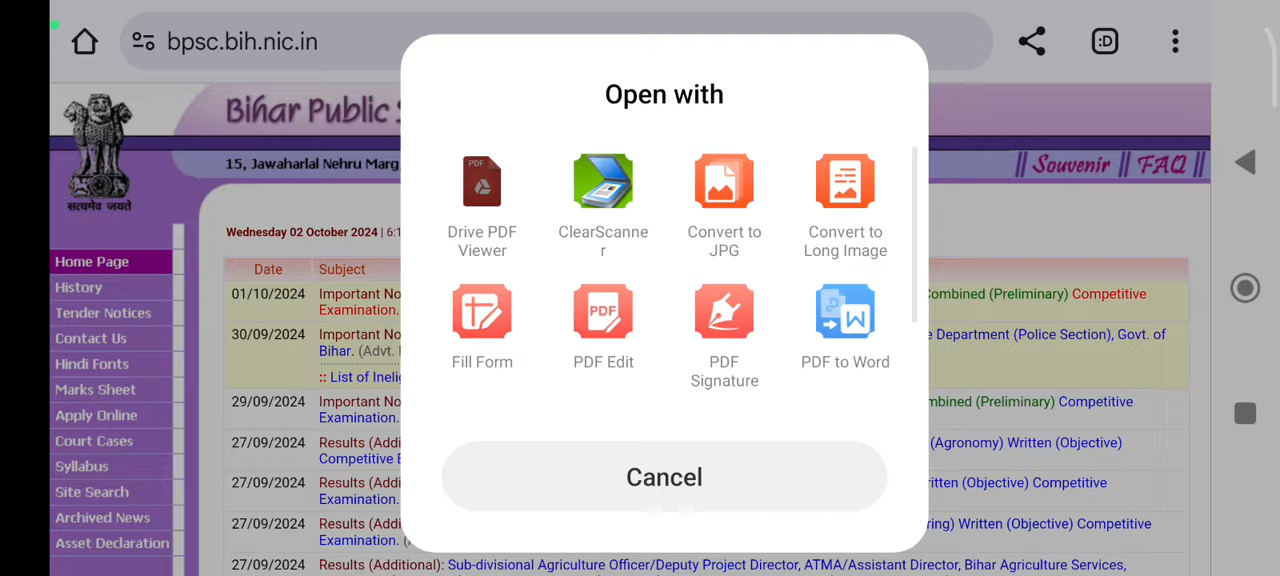 bpsc.bih.nic.in
:D
Bihar Public S
सत्यमेव जयते
15, Jawaharlal Nehru Marg
|| Souvenir || FAQ ||
Open with
PDF
Drive PDF Viewer
ClearScanne
r
Convert to
JPG
Convert to
Long Image
Fill Form
PDF
PDF Edit
PDF
Signature
W
PDF to Word
Cancel
Home Page
History
Tender Notices
Contact Us
Hindi Fonts
Marks Sheet
Apply Online
Court Cases
Syllabus
Site Search
Archived News
Asset Declaration
Wednesday 02 October 2024 | 6:1
Date Subject
01/10/2024 Important No ombined (Preliminary) Competitive
Examination.
30/09/2024 Important No e Department (Police Section), Govt. of
Bihar. (Advt.
:: List of Inelig
29/09/2024 Important No mbined (Preliminary) Competitive
Examination.
27/09/2024 Results (Addi (Agronomy) Written (Objective)
Competitive E
27/09/2024 Results (Addi ritten (Objective) Competitive
Examination.
27/09/2024 Results (Addi ring) Written (Objective) Competitive
Examination. (
27/09/2024 Results (Additional): Sub-divisional Agriculture Officer/Deputy Project Director, ATMA/Assistant Director, Bihar Agriculture Services,